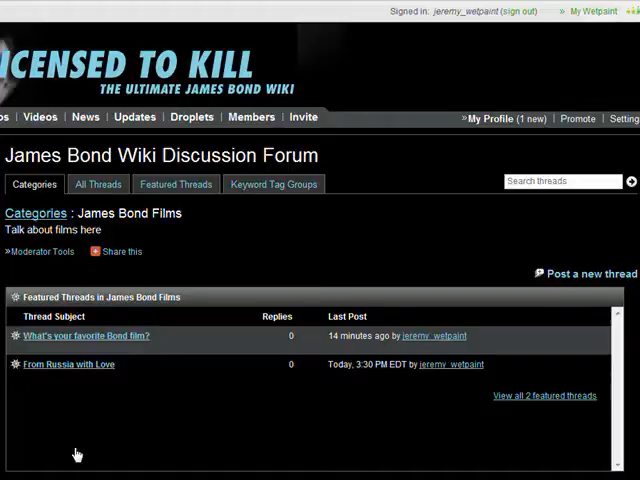 Signed in: jeremy_wetpaint (sign out) » My Wetpaint
ICENSED TO KILL
THE ULTIMATE JAMES BOND WIKI
os Videos News Updates Droplets Members Invite
»My Profile (1 new) Promote Setting
James Bond Wiki Discussion Forum
Categories All Threads Featured Threads Keyword Tag Groups Search threads
Categories : James Bond Films
Talk about films here
»Moderator Tools Share this
Post a new thread
Featured Threads in James Bond Films
Thread Subject Replies Last Post
What's your favorite Bond film? 0 14 minutes ago by jeremy_wetpaint
From Russia with Love 0 Today, 3:30 PM EDT by jeremy_wetpaint
View all 2 featured threads